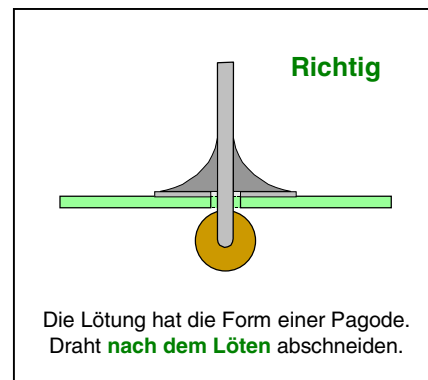 Richtig
Die Lötung hat die Form einer Pagode.
Draht nach dem Löten abschneiden.